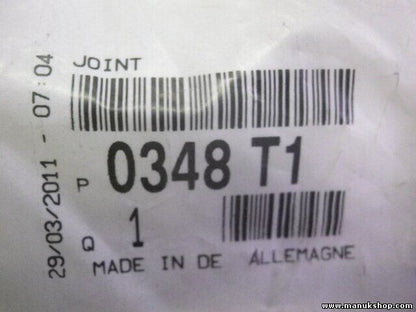 JOINT
P 0348 T1
Q 1
MADE IN DE ALLEMAGNE
29/03/2011 - 07:04
www.manukshop.com